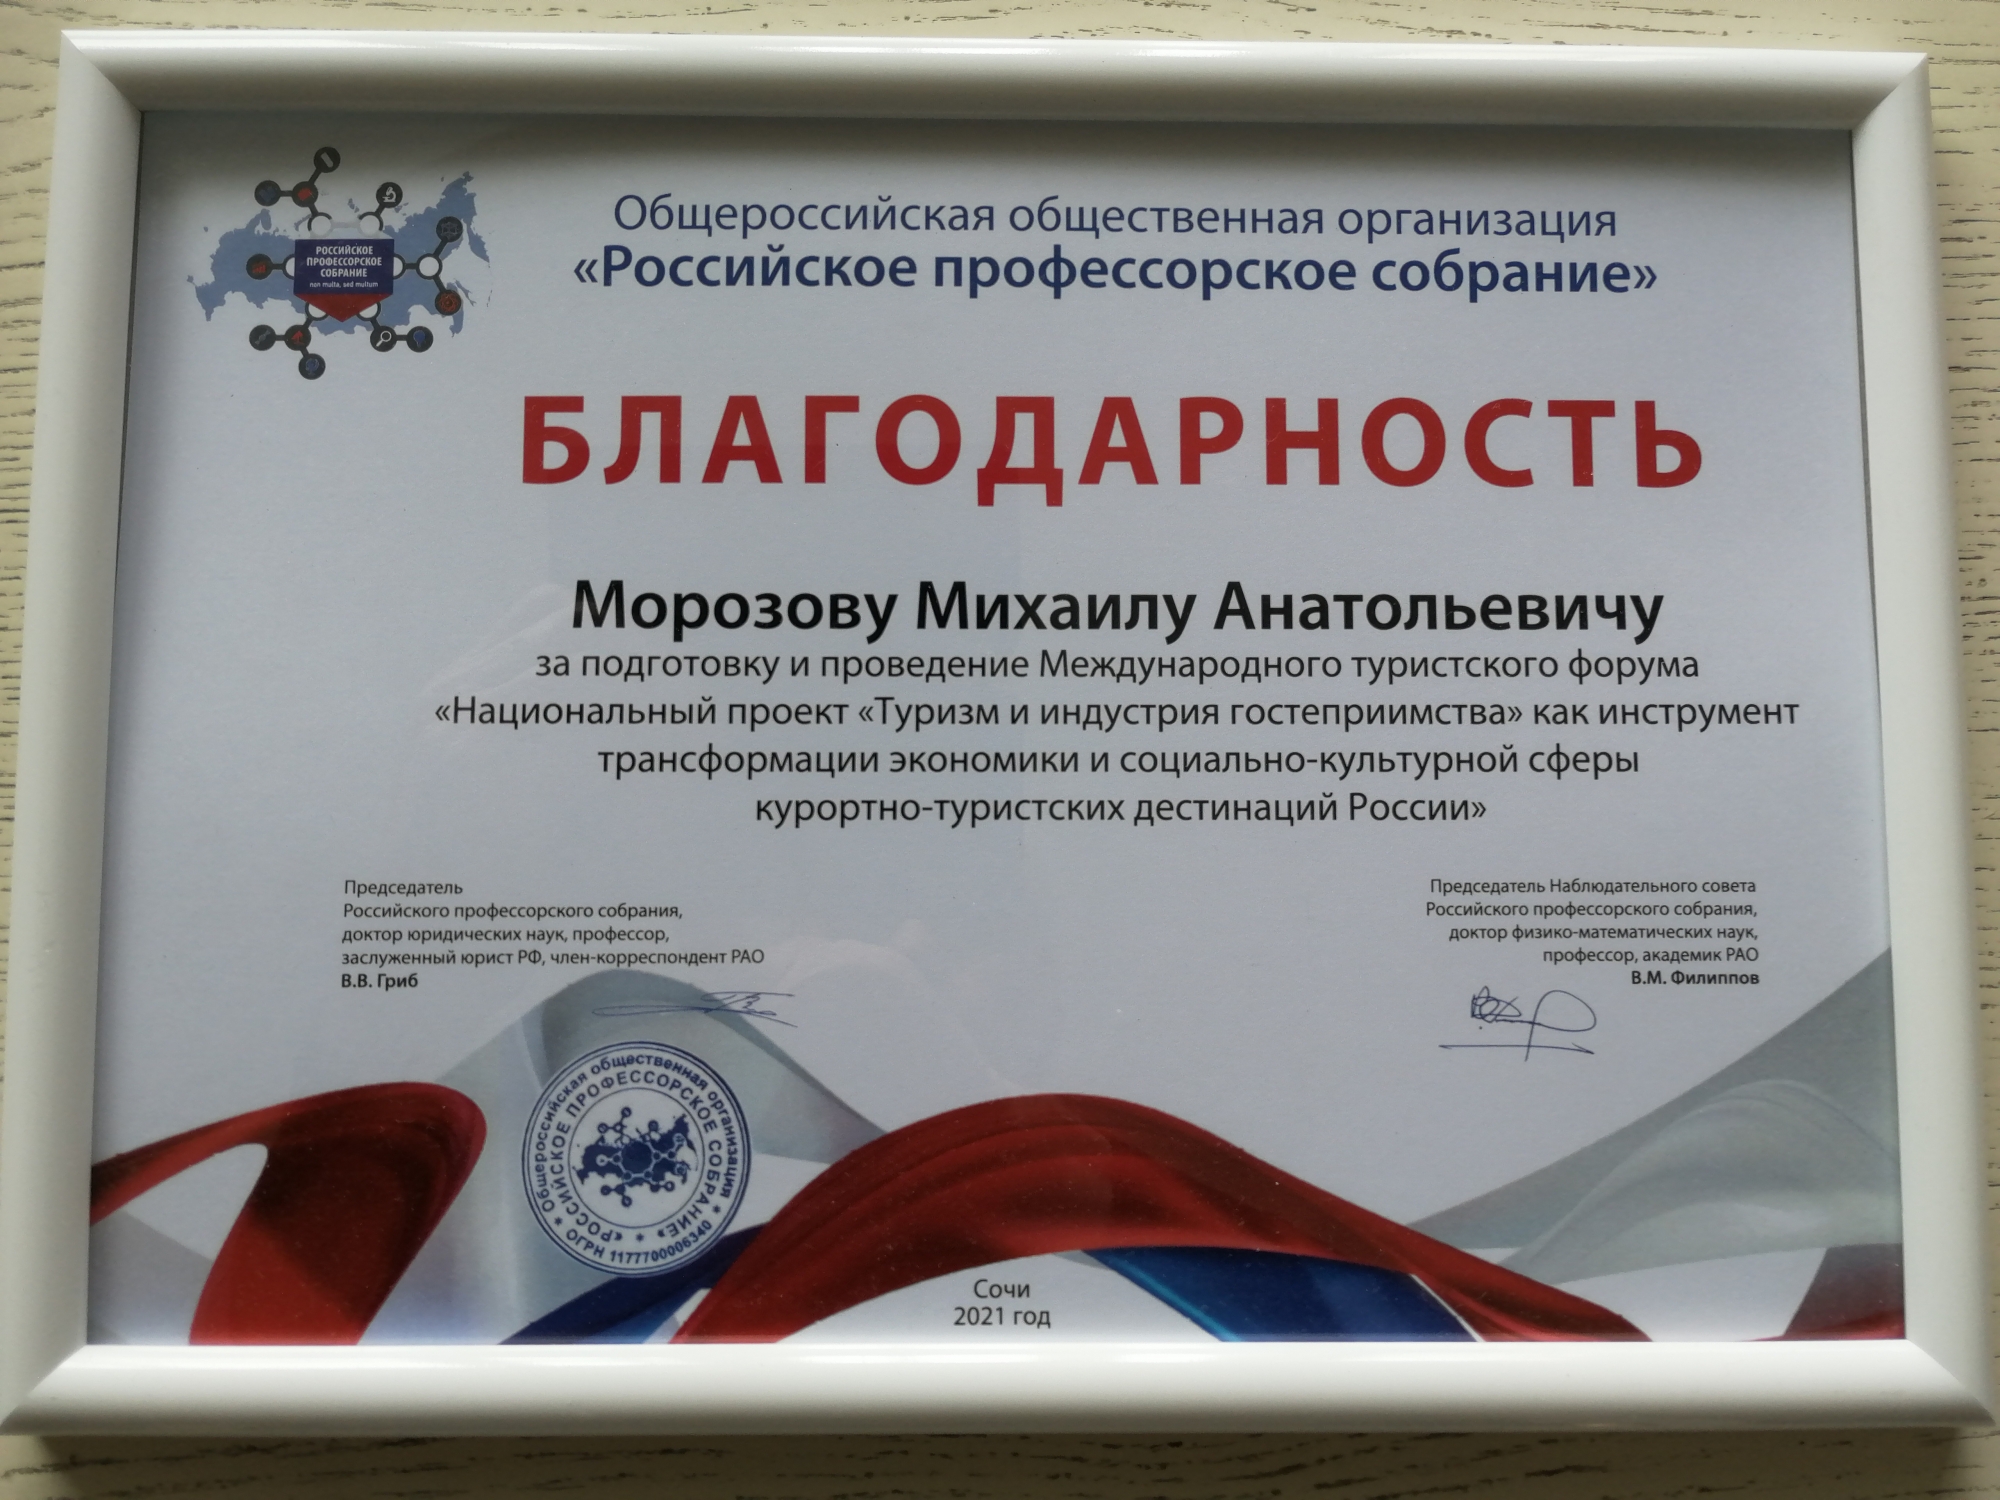 РОССИЙСКОЕ
ПРОФЕССОРСКОЕ
СОБРАНИЕ
non multa, sed multum
Общероссийская общественная организация
«Российское профессорское собрание»
БЛАГОДАРНОСТЬ
Морозову Михаилу Анатольевичу
за подготовку и проведение Международного туристского форума
«Национальный проект «Туризм и индустрия гостеприимства» как инструмент
трансформации экономики и социально-культурной сферы
курортно-туристских дестинаций России»
Председатель
Российского профессорского собрания,
доктор юридических наук, профессор,
заслуженный юрист РФ, член-корреспондент РАО
В.В. Гриб
Председатель Наблюдательного совета
Российского профессорского собрания,
доктор физико-математических наук,
профессор, академик РАО
В.М. Филиппов
Общероссийская общественная организация
«РОССИЙСКОЕ ПРОФЕССОРСКОЕ СОБРАНИЕ»
ОГРН 1177700006340
Сочи
2021 год